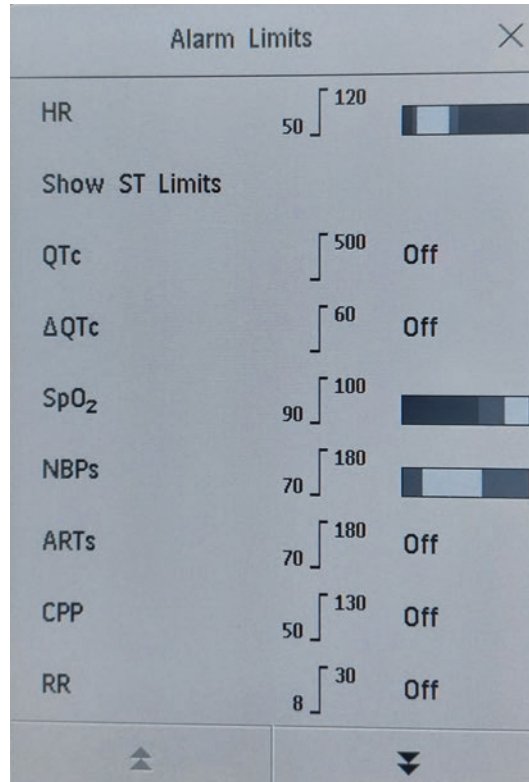 Alarm Limits
HR 50 120
Show ST Limits
QTc 500 Off
ΔQTc 60 Off
SpO₂ 90 100
NBPs 70 180
ARTs 70 180 Off
CPP 50 130 Off
RR 8 30 Off